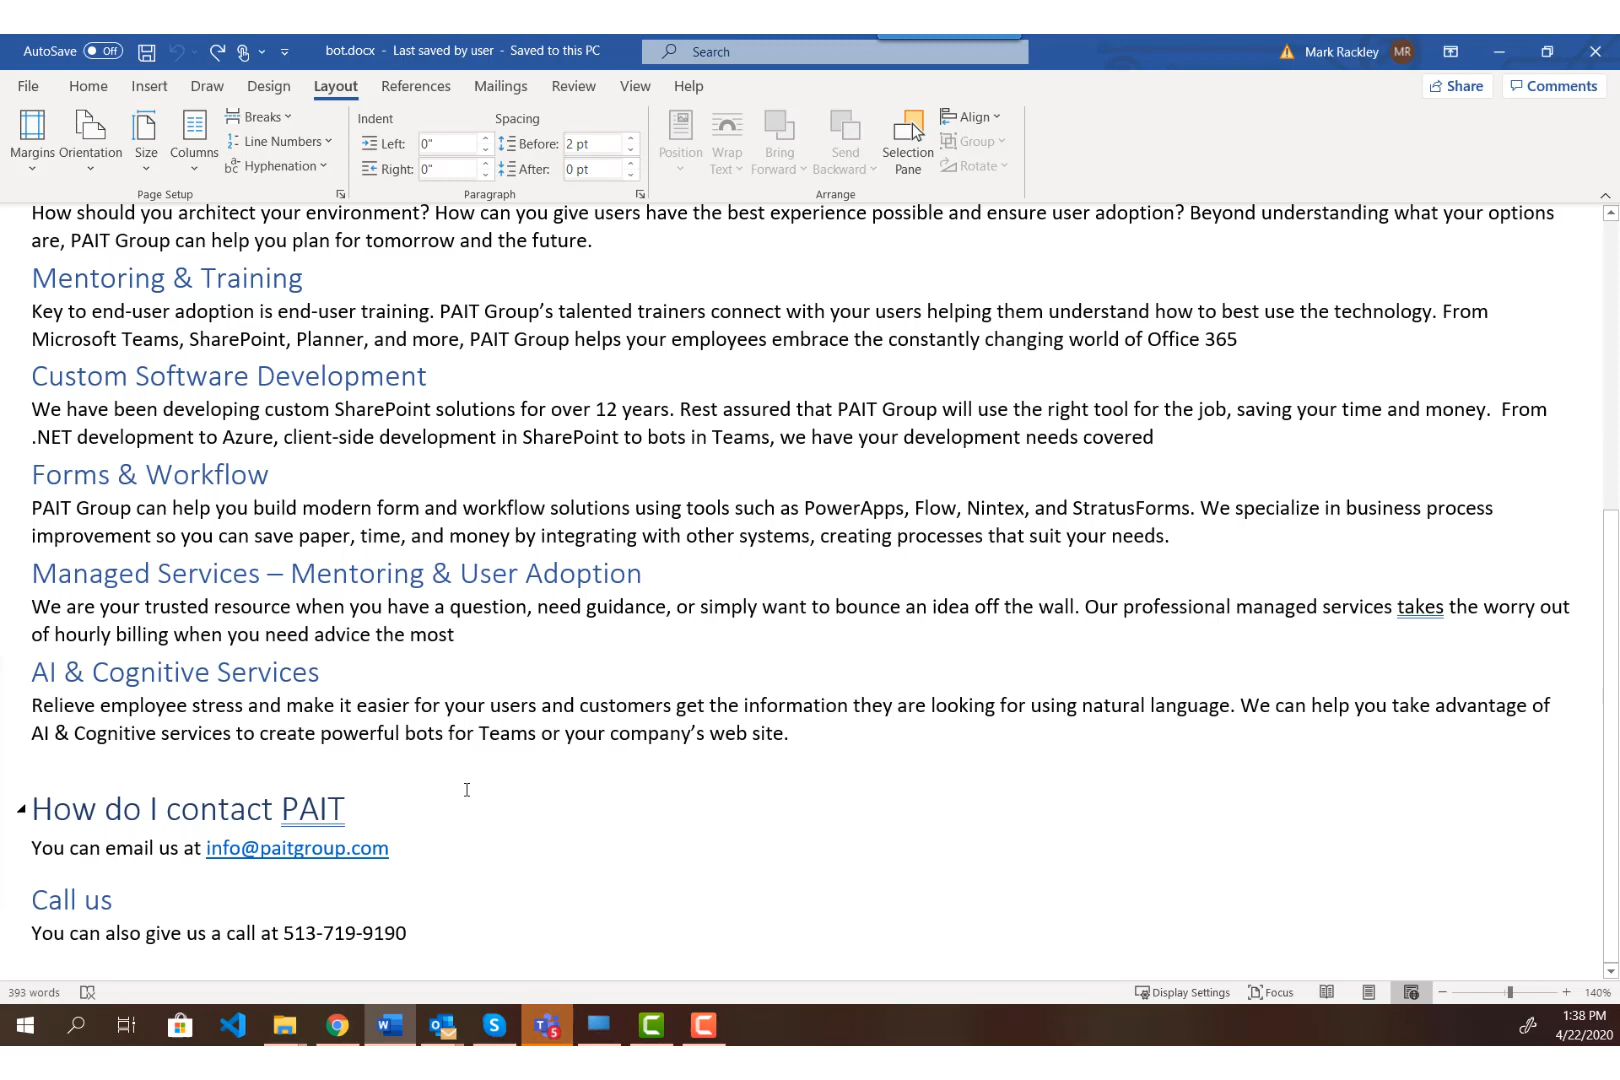 AutoSave Off bot.docx - Last saved by user - Saved to this PC Search Mark Rackley MR
File Home Insert Draw Design Layout References Mailings Review View Help Share Comments
Margins Orientation Size Columns
Breaks
Line Numbers
Hyphenation
Page Setup
Indent Spacing
Left: 0" Before: 2 pt
Right: 0" After: 0 pt
Paragraph
Position Wrap Text Bring Forward Send Backward Selection Pane
Align
Group
Rotate
Arrange
How should you architect your environment? How can you give users have the best experience possible and ensure user adoption? Beyond understanding what your options
are, PAIT Group can help you plan for tomorrow and the future.
Mentoring & Training
Key to end-user adoption is end-user training. PAIT Group’s talented trainers connect with your users helping them understand how to best use the technology. From
Microsoft Teams, SharePoint, Planner, and more, PAIT Group helps your employees embrace the constantly changing world of Office 365
Custom Software Development
We have been developing custom SharePoint solutions for over 12 years. Rest assured that PAIT Group will use the right tool for the job, saving your time and money.  From
.NET development to Azure, client-side development in SharePoint to bots in Teams, we have your development needs covered
Forms & Workflow
PAIT Group can help you build modern form and workflow solutions using tools such as PowerApps, Flow, Nintex, and StratusForms. We specialize in business process
improvement so you can save paper, time, and money by integrating with other systems, creating processes that suit your needs.
Managed Services – Mentoring & User Adoption
We are your trusted resource when you have a question, need guidance, or simply want to bounce an idea off the wall. Our professional managed services takes the worry out
of hourly billing when you need advice the most
AI & Cognitive Services
Relieve employee stress and make it easier for your users and customers get the information they are looking for using natural language. We can help you take advantage of
AI & Cognitive services to create powerful bots for Teams or your company’s web site.
How do I contact PAIT
You can email us at info@paitgroup.com
Call us
You can also give us a call at 513-719-9190
393 words Display Settings Focus 140%
1:38 PM
4/22/2020